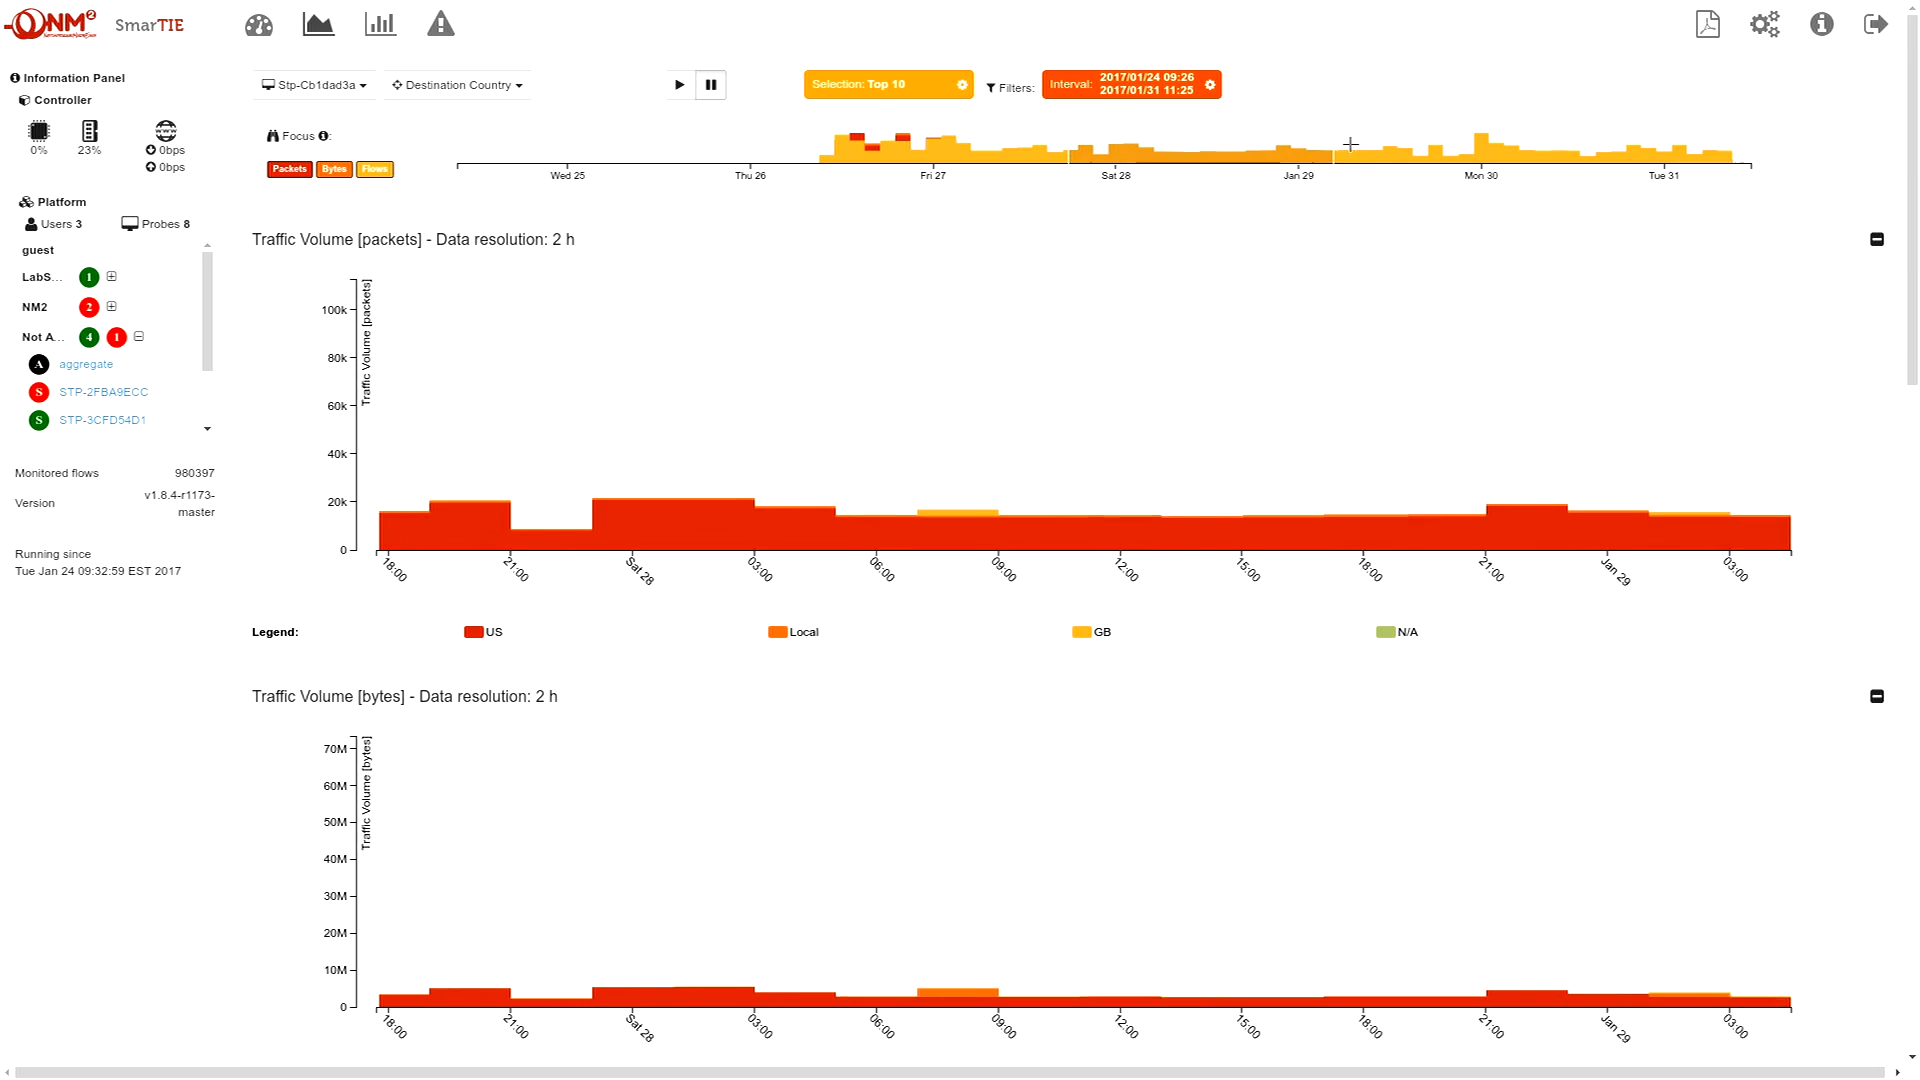 NM²
SmarTIE
Information Panel
Controller
0%
23%
0bps
0bps
Platform
Users 3
Probes 8
guest
LabS...
1
NM2
2
Not A...
4
1
A aggregate
S STP-2FBA9ECC
S STP-3CFD54D1
Monitored flows 980397
Version v1.8.4-r1173-
master
Running since
Tue Jan 24 09:32:59 EST 2017
Stp-Cb1dad3a
Destination Country
Selection: Top 10
Filters:
Interval: 2017/01/24 09:26
2017/01/31 11:25
Focus :
Packets Bytes Flows
Wed 25 Thu 26 Fri 27 Sat 28 Jan 29 Mon 30 Tue 31
Traffic Volume [packets] - Data resolution: 2 h
Traffic Volume [packets]
100k
80k
60k
40k
20k
0
18:00 21:00 Sat 28 03:00 06:00 09:00 12:00 15:00 18:00 21:00 Jan 29 03:00
Legend: US Local GB N/A
Traffic Volume [bytes] - Data resolution: 2 h
Traffic Volume [bytes]
70M
60M
50M
40M
30M
20M
10M
0
18:00 21:00 Sat 28 03:00 06:00 09:00 12:00 15:00 18:00 21:00 Jan 29 03:00